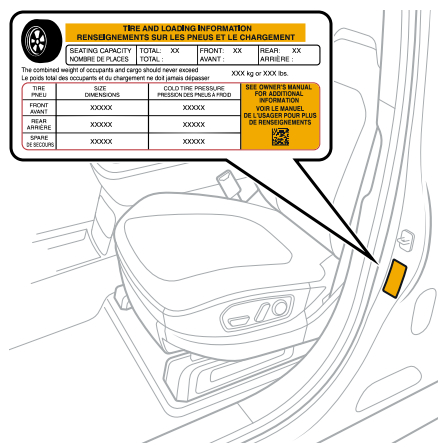 TIRE AND LOADING INFORMATION
RENSEIGNEMENTS SUR LES PNEUS ET LE CHARGEMENT
SEATING CAPACITY TOTAL: XX FRONT: XX REAR: XX
NOMBRE DE PLACES TOTAL : AVANT : ARRIÈRE :
The combined weight of occupants and cargo should never exceed
Le poids total des occupants et du chargement ne doit jamais dépasser
XXX kg or XXX lbs.
TIRE
PNEU
SIZE
DIMENSIONS
COLD TIRE PRESSURE
PRESSION DES PNEUS A FROID
FRONT
AVANT
XXXXX XXXXX
REAR
ARRIÈRE
XXXXX XXXXX
SPARE
DE SECOURS
XXXXX XXXXX
SEE OWNER'S MANUAL
FOR ADDITIONAL
INFORMATION
VOIR LE MANUEL
DE L'USAGER POUR PLUS
DE RENSEIGNEMENTS